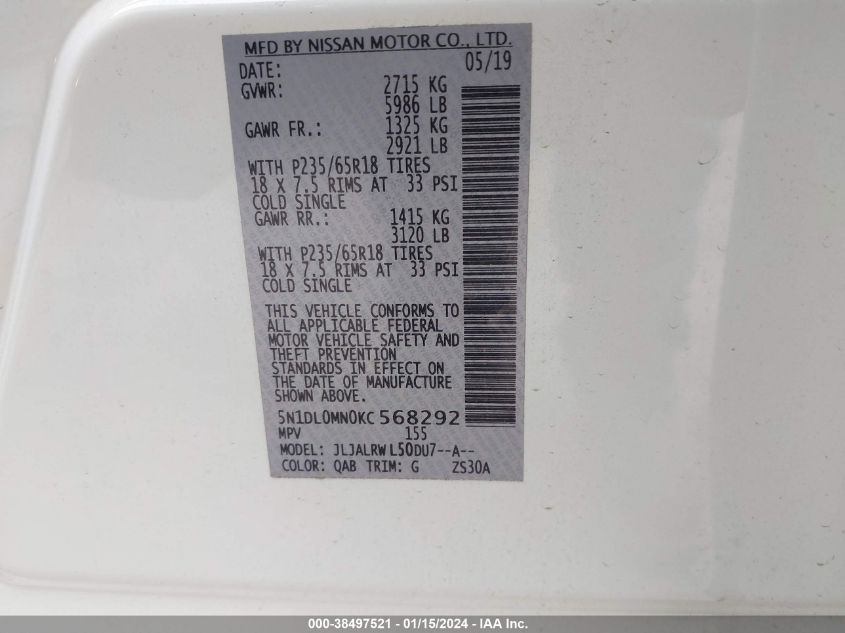 MFD BY NISSAN MOTOR CO., LTD.
DATE: 05/19
GVWR: 2715 KG
5986 LB
GAWR FR.: 1325 KG
2921 LB
WITH P235/65R18 TIRES
18 X 7.5 RIMS AT 33 PSI
COLD SINGLE
GAWR RR.: 1415 KG
3120 LB
WITH P235/65R18 TIRES
18 X 7.5 RIMS AT 33 PSI
COLD SINGLE
THIS VEHICLE CONFORMS TO
ALL APPLICABLE FEDERAL
MOTOR VEHICLE SAFETY AND
THEFT PREVENTION
STANDARDS IN EFFECT ON
THE DATE OF MANUFACTURE
SHOWN ABOVE.
5N1DL0MN0KC568292
MPV 155
MODEL: JLJALRWL50DU7--A--
COLOR: QAB TRIM: G ZS30A
000-38497521 - 01/15/2024 - IAA Inc.